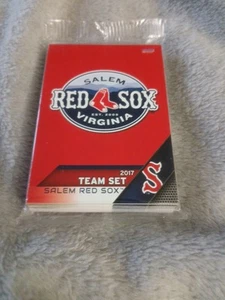 SALEM
RED SOX
EST. 2009
VIRGINIA
2017
TEAM SET
SALEM RED SOX
S